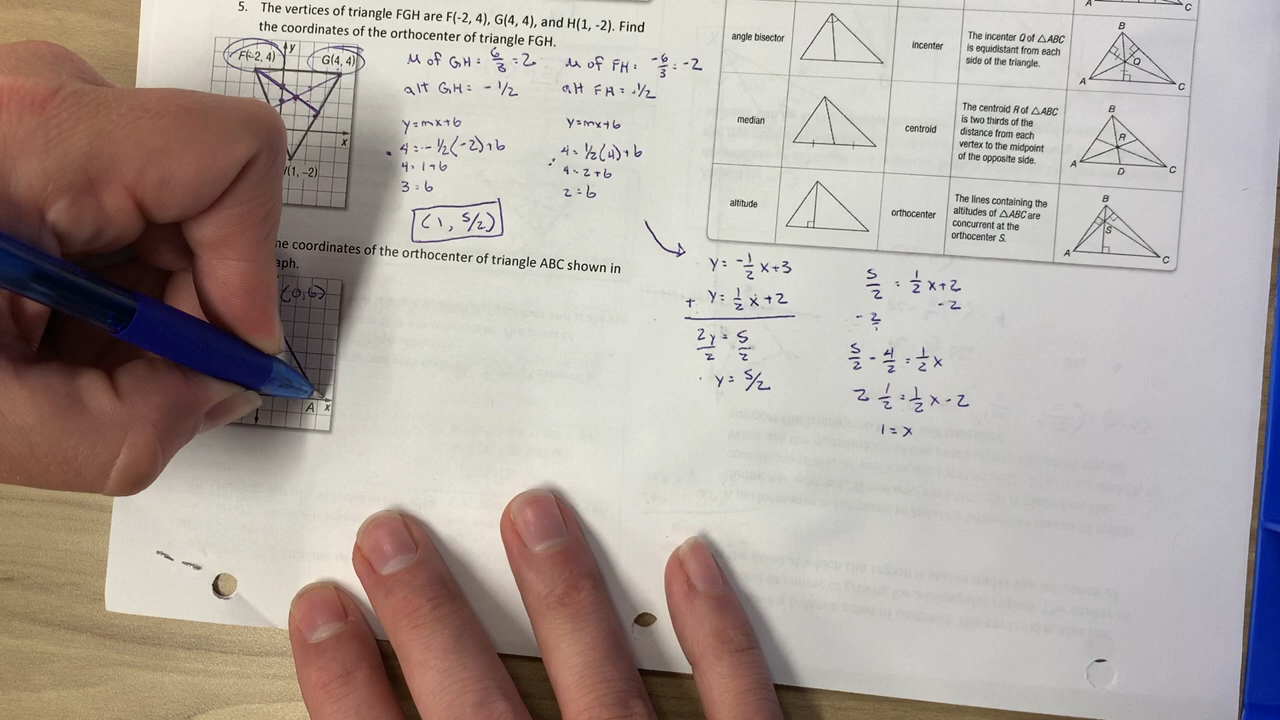 5. The vertices of triangle FGH are F(-2, 4), G(4, 4), and H(1, -2). Find
the coordinates of the orthocenter of triangle FGH.
F(-2, 4)
y
G(4, 4)
x
(1, -2)
M of GH: 6/3 = 2
alt GH = - 1/2
y=mx+b
4 = -1/2(-2)+b
4=1+b
3=b
M of FH: -6/3 = -2
alt FH = 1/2
y=mx+b
4=1/2(4)+b
4=2+b
2=b
(1, 5/2)
he coordinates of the orthocenter of triangle ABC shown in
aph.
(0,6)
A x
A
C
angle bisector
incenter
The incenter Q of △ABC
is equidistant from each
side of the triangle.
B
Q
A
C
median
centroid
The centroid R of △ABC
is two thirds of the
distance from each
vertex to the midpoint
of the opposite side.
B
R
A
D
C
altitude
orthocenter
The lines containing the
altitudes of △ABC are
concurrent at the
orthocenter S.
B
S
A
C
y = -1/2 x+3
+ y = 1/2 x +2
2y/2 = 5/2
y = 5/2
5/2 = 1/2 x+2
-2
-2
5/2 - 4/2 = 1/2 x
2 1/2 = 1/2 x - 2
1 = x